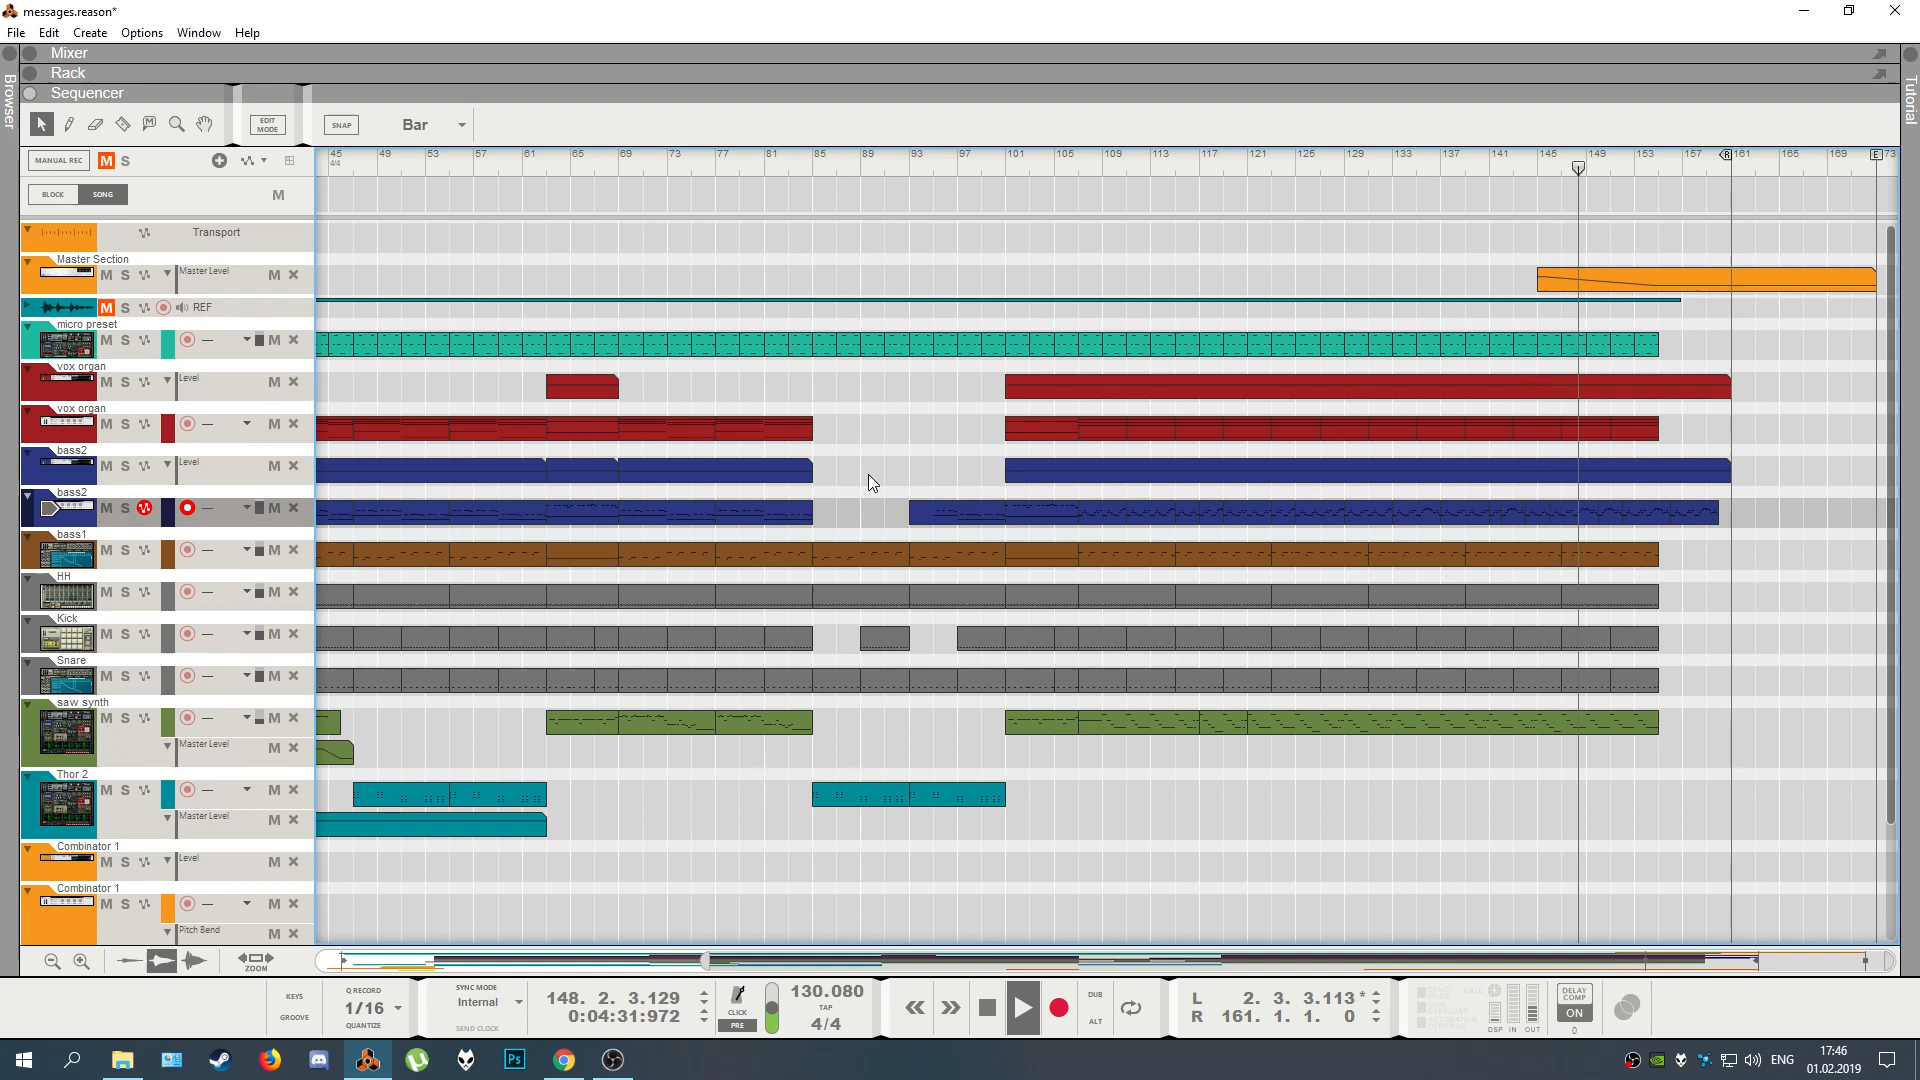 messages.reason*
File Edit Create Options Window Help
Mixer
Rack
Sequencer
Browser
Tutorial
EDIT MODE
SNAP
Bar
MANUAL REC M S
45 49 53 57 61 65 69 73 77 81 85 89 93 97 101 105 109 113 117 121 125 129 133 137 141 145 149 153 157 R 161 165 169 E 73
4/4
BLOCK SONG M
Transport
Master Section
M S Master Level M
M S REF
micro preset
M S M
vox organ
M S Level M
vox organ
M S M
bass2
M S Level M
bass2
M S M
bass1
M S M
HH
M S M
Kick
M S M
Snare
M S M
saw synth
M S M
Master Level M
Thor 2
M S M
Master Level M
Combinator 1
M S Level M
Combinator 1
M S M
Pitch Bend M
ZOOM
KEYS
GROOVE
Q RECORD
1/16
QUANTIZE
SYNC MODE
Internal
SEND CLOCK
148. 2. 3.129
0:04:31:972
CLICK
PRE
130.080
TAP
4/4
DUB
ALT
L 2. 3. 3.113 *
R 161. 1. 1. 0
CALC
DSP IN OUT
DELAY COMP
ON
0
Ps
ENG
17:46
01.02.2019